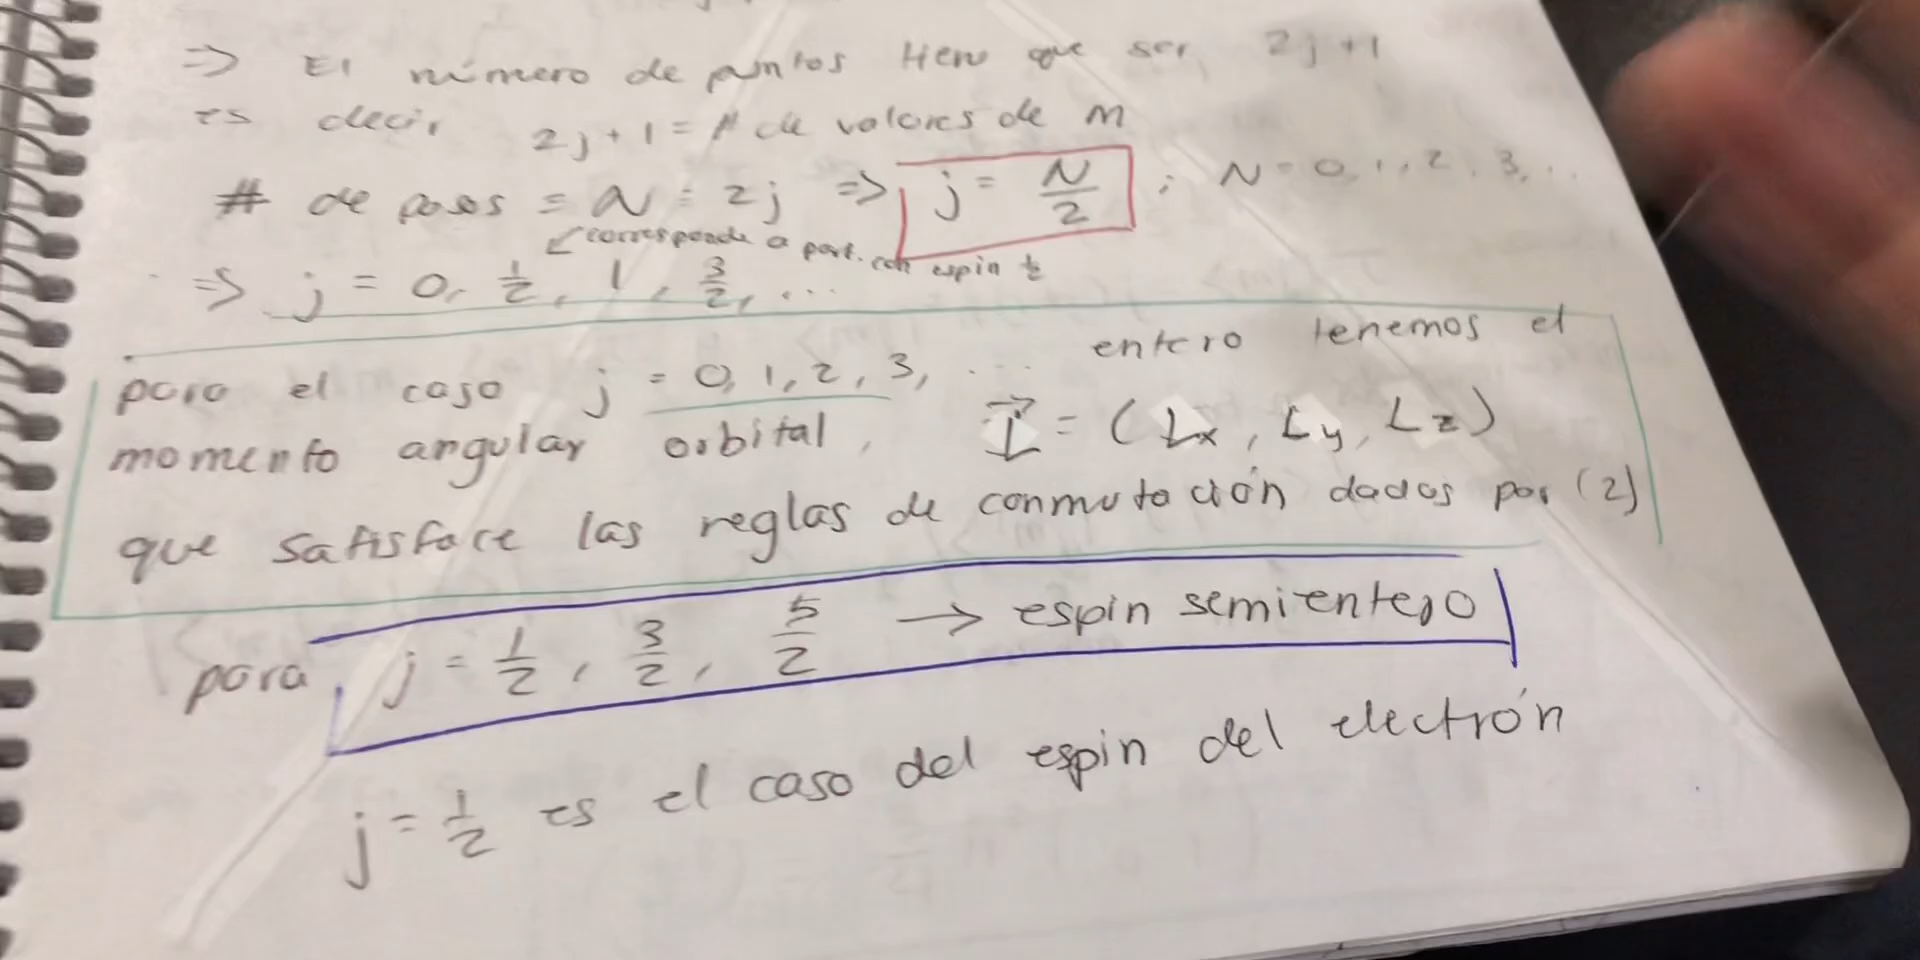 ⇒ El número de puntos tiene que ser 2j+1
es decir 2j+1 = # de valores de m
# de pasos = N = 2j ⇒ j = N/2 ; N = 0, 1, 2, 3, ...
corresponde a part. con espin 1/2
⇒ j = 0, 1/2, 1, 3/2, ...
para el caso j = 0, 1, 2, 3, ... entero tenemos el
momento angular orbital, L⃗ = (Lx, Ly, Lz)
que satisface las reglas de conmutación dados por (2)
para j = 1/2, 3/2, 5/2 → espin semientero
j = 1/2 es el caso del espin del electrón